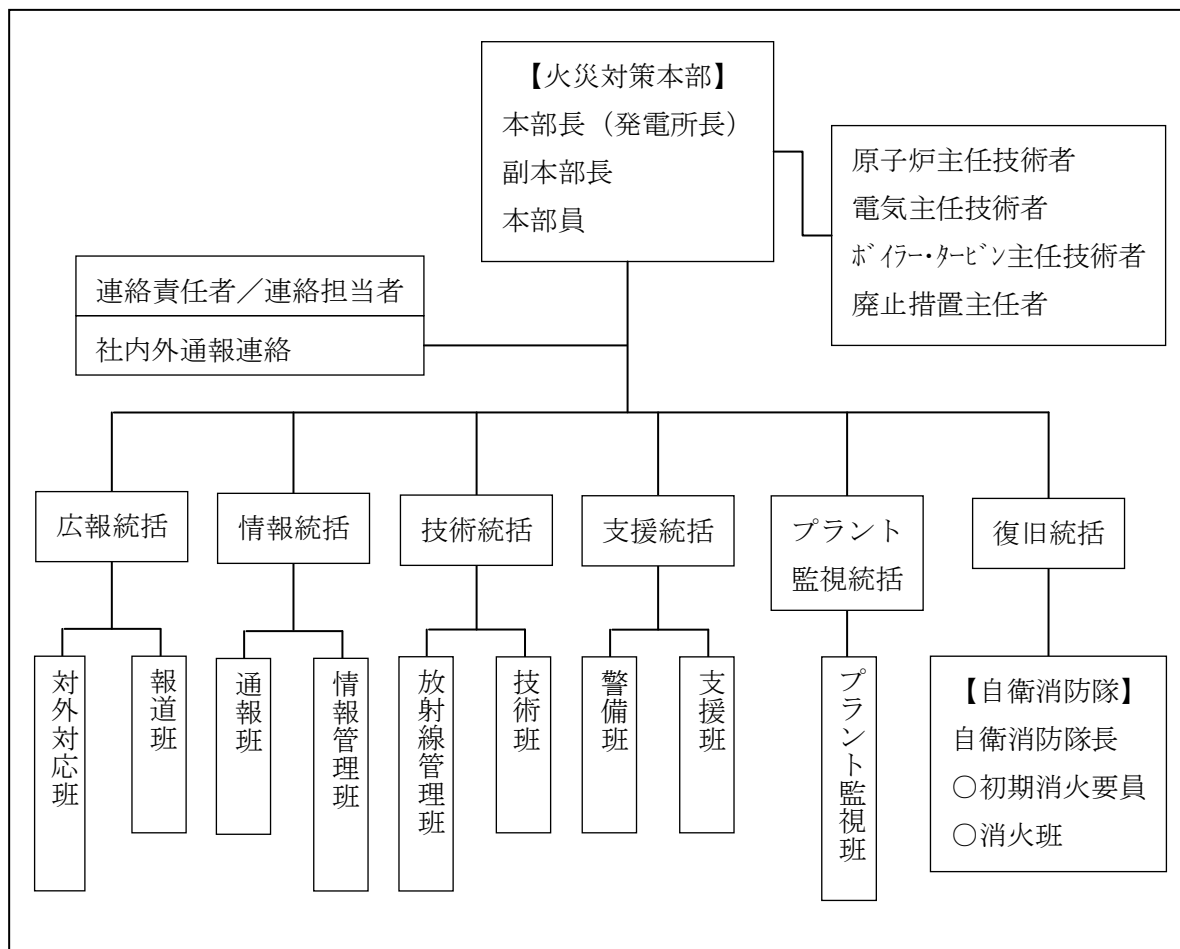 【火災対策本部】
本部長（発電所長）
副本部長
本部員
原子炉主任技術者
電気主任技術者
ﾎﾞｲﾗｰ・ﾀｰﾋﾞﾝ主任技術者
廃止措置主任者
連絡責任者／連絡担当者
社内外通報連絡
広報統括
情報統括
技術統括
支援統括
プラント
監視統括
復旧統括
対外対応班
報道班
通報班
情報管理班
放射線管理班
技術班
警備班
支援班
プラント監視班
【自衛消防隊】
自衛消防隊長
○初期消火要員
○消火班